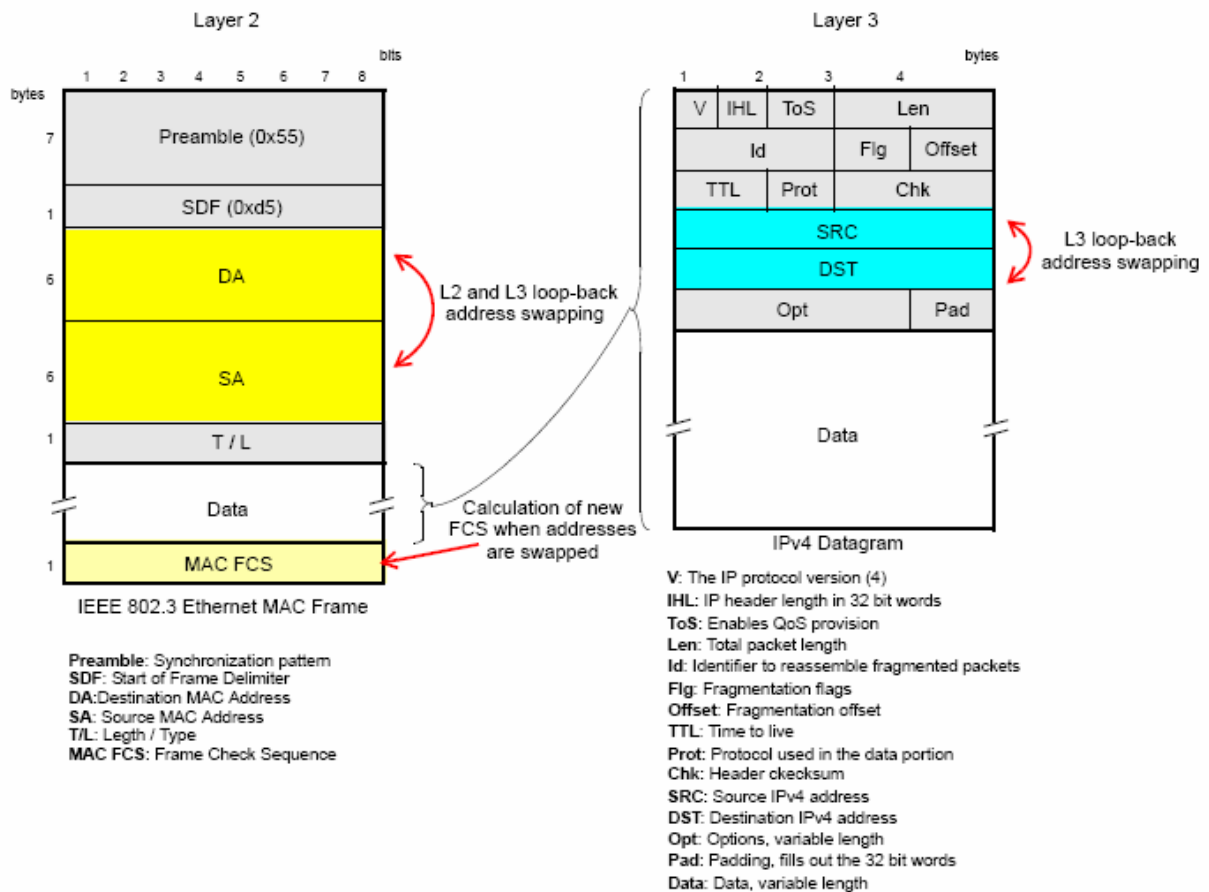 Layer 2
bits
1 2 3 4 5 6 7 8
bytes
7
Preamble (0x55)
1
SDF (0xd5)
6
DA
L2 and L3 loop-back
address swapping
6
SA
1
T / L
Data
Calculation of new
FCS when addresses
are swapped
1
MAC FCS
IEEE 802.3 Ethernet MAC Frame
Preamble: Synchronization pattern
SDF: Start of Frame Delimiter
DA:Destination MAC Address
SA: Source MAC Address
T/L: Legth / Type
MAC FCS: Frame Check Sequence
Layer 3
bytes
1 2 3 4
V IHL ToS Len
Id Flg Offset
TTL Prot Chk
SRC
DST
L3 loop-back
address swapping
Opt Pad
Data
IPv4 Datagram
V: The IP protocol version (4)
IHL: IP header length in 32 bit words
ToS: Enables QoS provision
Len: Total packet length
Id: Identifier to reassemble fragmented packets
Flg: Fragmentation flags
Offset: Fragmentation offset
TTL: Time to live
Prot: Protocol used in the data portion
Chk: Header ckecksum
SRC: Source IPv4 address
DST: Destination IPv4 address
Opt: Options, variable length
Pad: Padding, fills out the 32 bit words
Data: Data, variable length